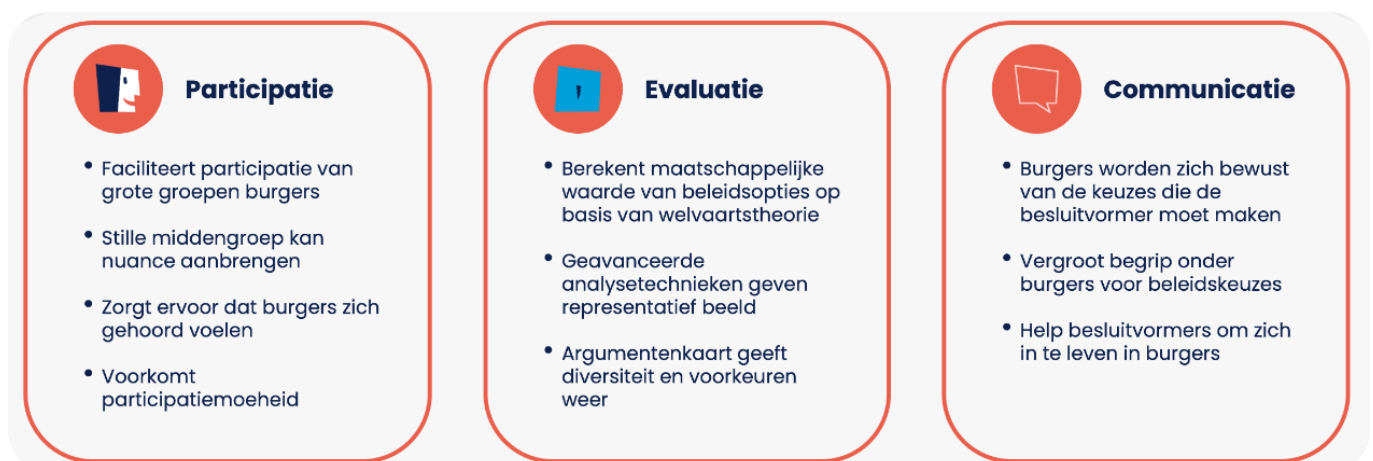 Participatie
• Faciliteert participatie van
grote groepen burgers
• Stille middengroep kan
nuance aanbrengen
• Zorgt ervoor dat burgers zich
gehoord voelen
• Voorkomt
participatiemoeheid
Evaluatie
• Berekent maatschappelijke
waarde van beleidsopties op
basis van welvaartstheorie
• Geavanceerde
analysetechnieken geven
representatief beeld
• Argumentenkaart geeft
diversiteit en voorkeuren
weer
Communicatie
• Burgers worden zich bewust
van de keuzes die de
besluitvormer moet maken
• Vergroot begrip onder
burgers voor beleidskeuzes
• Help besluitvormers om zich
in te leven in burgers